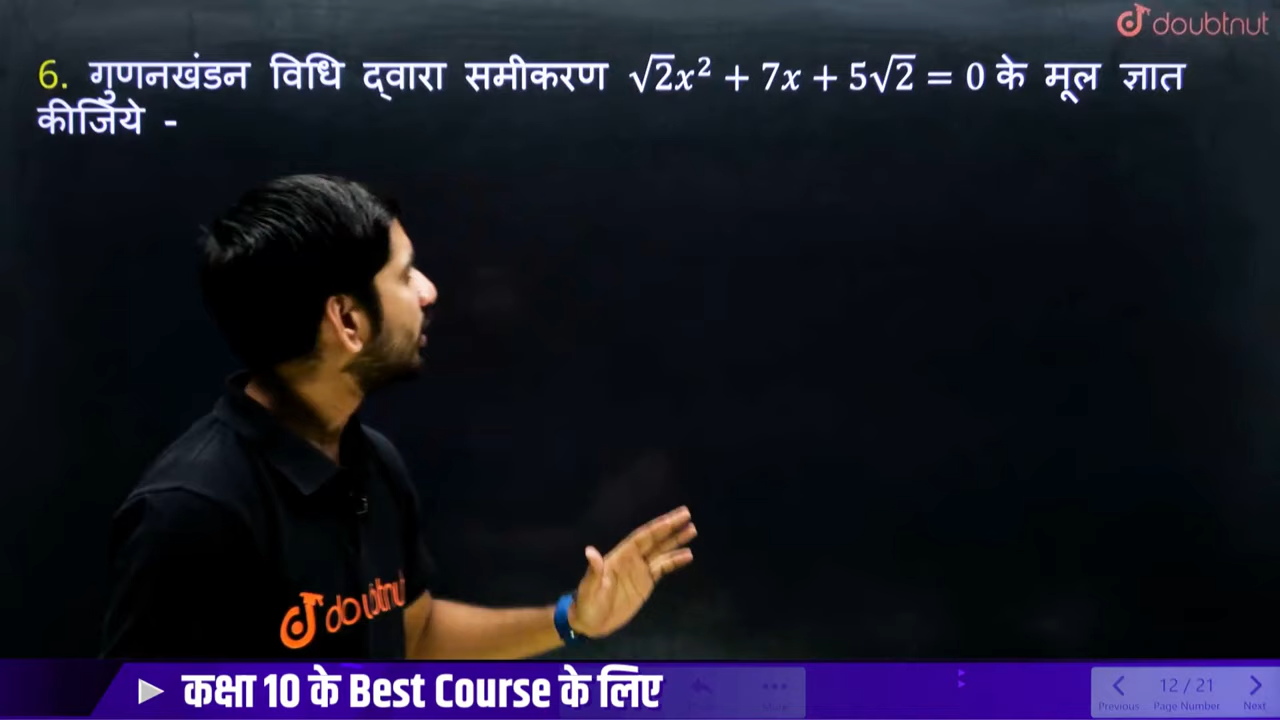 doubtnut
6. गुणनखंडन विधि द्वारा समीकरण √2x² + 7x + 5√2 = 0 के मूल ज्ञात
कीजिये -
doubtnut
कक्षा 10 के Best Course के लिए
12 / 21
Previous Page Number Next